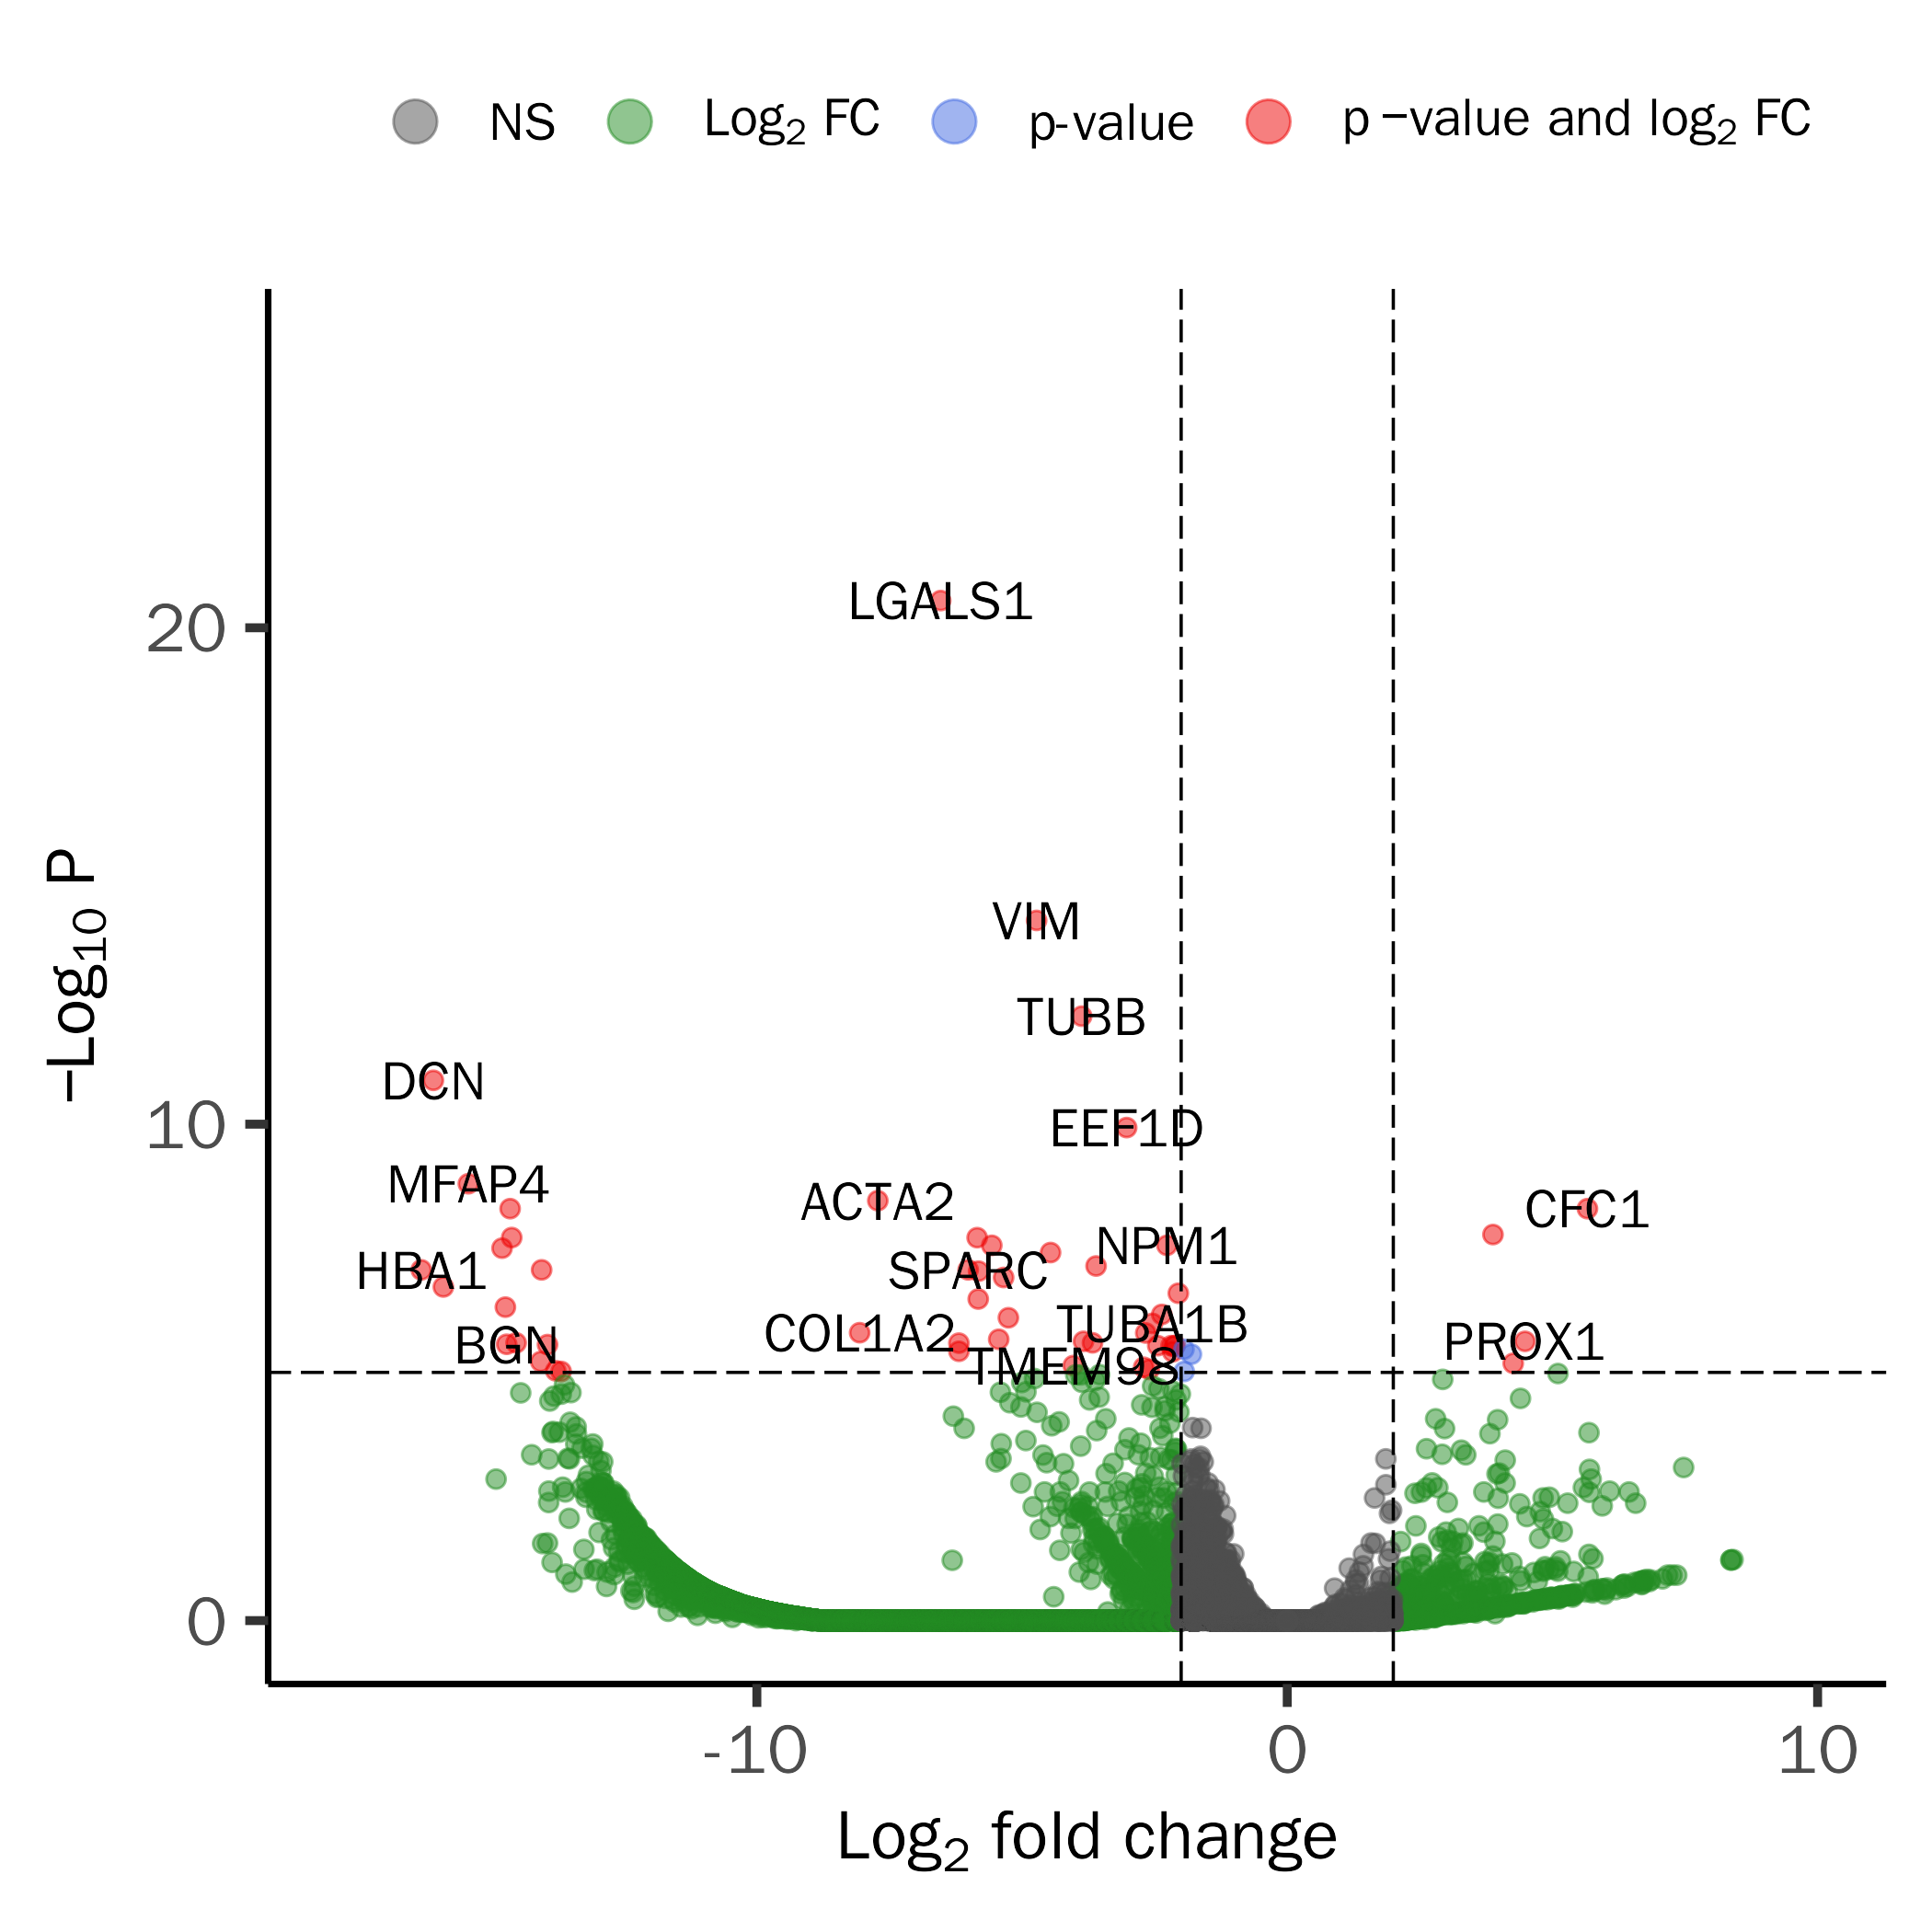 NS Log2 FC p-value p −value and log2 FC
LGALS1
20
VIM
TUBB
DCN
−Log10 P
10
EEF1D
MFAP4
ACTA2
CFC1
NPM1
HBA1
SPARC
TUBA1B
COL1A2
PROX1
BGN
TMEM98
0
-10 0 10
Log2 fold change